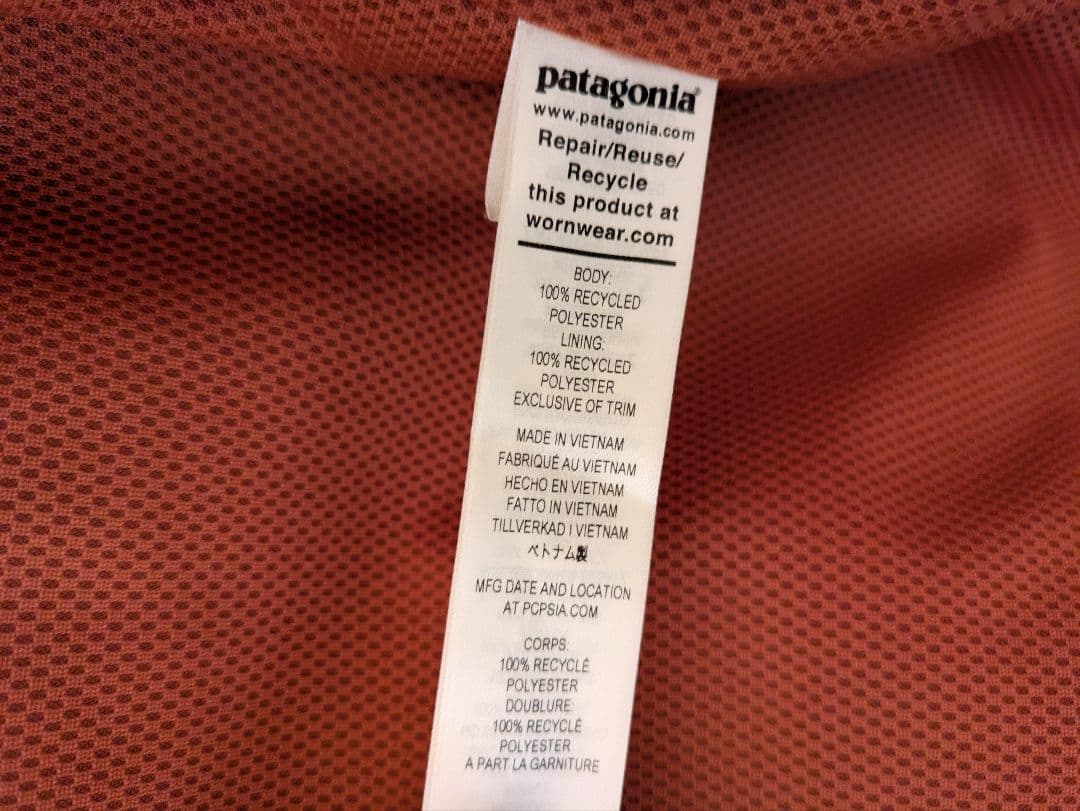 patagonia®
www.patagonia.com
Repair/Reuse/
Recycle
this product at
wornwear.com
BODY:
100% RECYCLED
POLYESTER
LINING:
100% RECYCLED
POLYESTER
EXCLUSIVE OF TRIM
MADE IN VIETNAM
FABRIQUÉ AU VIETNAM
HECHO EN VIETNAM
FATTO IN VIETNAM
TILLVERKAD I VIETNAM
ベトナム製
MFG DATE AND LOCATION
AT PCPSIA.COM
CORPS:
100% RECYCLÉ
POLYESTER
DOUBLURE:
100% RECYCLÉ
POLYESTER
A PART LA GARNITURE